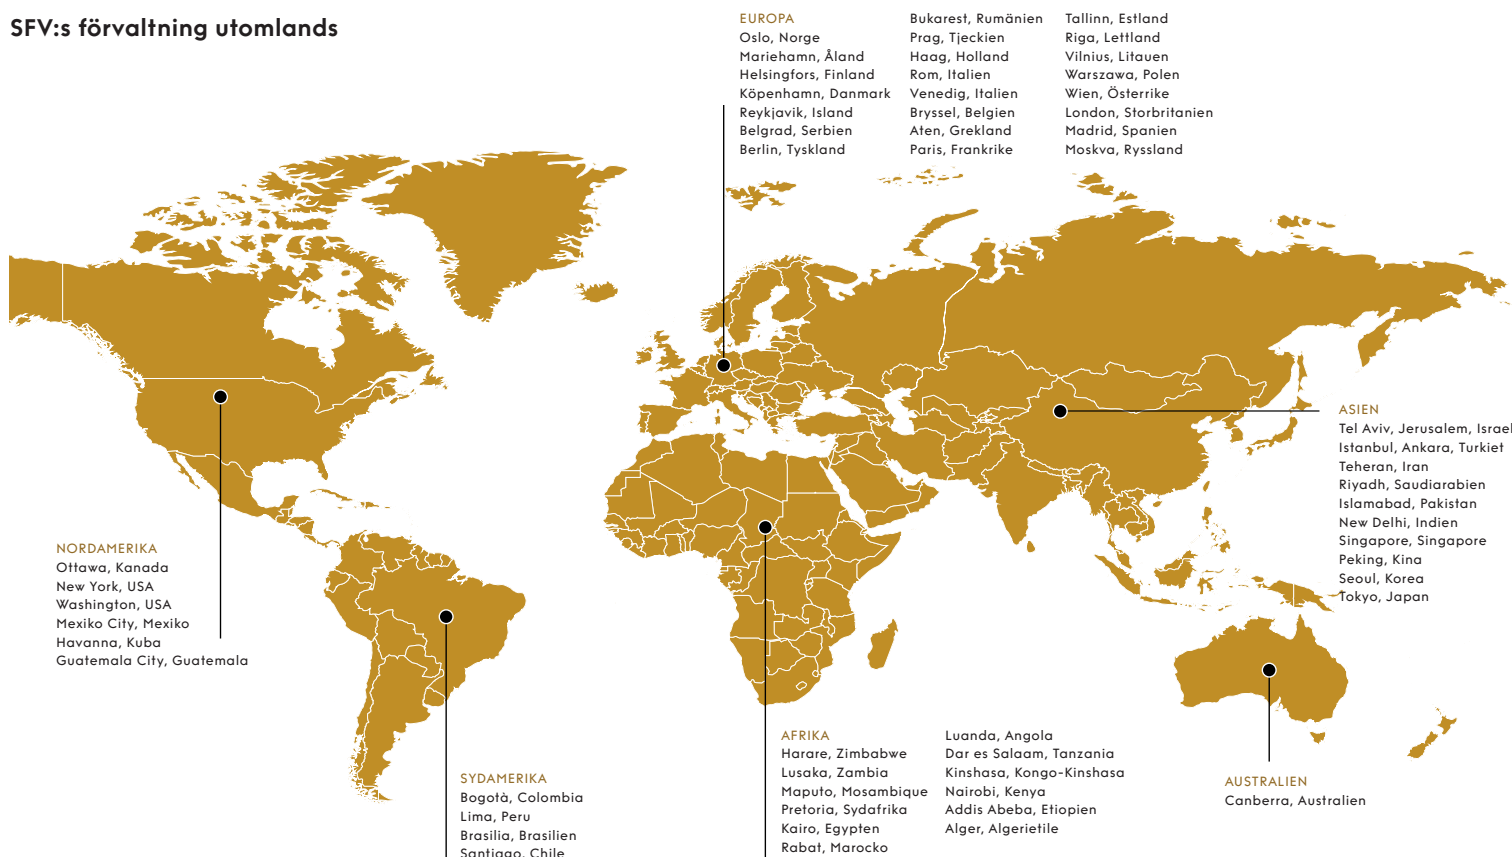 SFV:s förvaltning utomlands
EUROPA
Oslo, Norge
Mariehamn, Åland
Helsingfors, Finland
Köpenhamn, Danmark
Reykjavik, Island
Belgrad, Serbien
Berlin, Tyskland
Bukarest, Rumänien
Prag, Tjeckien
Haag, Holland
Rom, Italien
Venedig, Italien
Bryssel, Belgien
Aten, Grekland
Paris, Frankrike
Tallinn, Estland
Riga, Lettland
Vilnius, Litauen
Warszawa, Polen
Wien, Österrike
London, Storbritanien
Madrid, Spanien
Moskva, Ryssland
ASIEN
Tel Aviv, Jerusalem, Israel
Istanbul, Ankara, Turkiet
Teheran, Iran
Riyadh, Saudiarabien
Islamabad, Pakistan
New Delhi, Indien
Singapore, Singapore
Peking, Kina
Seoul, Korea
Tokyo, Japan
NORDAMERIKA
Ottawa, Kanada
New York, USA
Washington, USA
Mexiko City, Mexiko
Havanna, Kuba
Guatemala City, Guatemala
SYDAMERIKA
Bogotà, Colombia
Lima, Peru
Brasilia, Brasilien
Santiago, Chile
AFRIKA
Harare, Zimbabwe
Lusaka, Zambia
Maputo, Mosambique
Pretoria, Sydafrika
Kairo, Egypten
Rabat, Marocko
Luanda, Angola
Dar es Salaam, Tanzania
Kinshasa, Kongo-Kinshasa
Nairobi, Kenya
Addis Abeba, Etiopien
Alger, Algerietile
AUSTRALIEN
Canberra, Australien